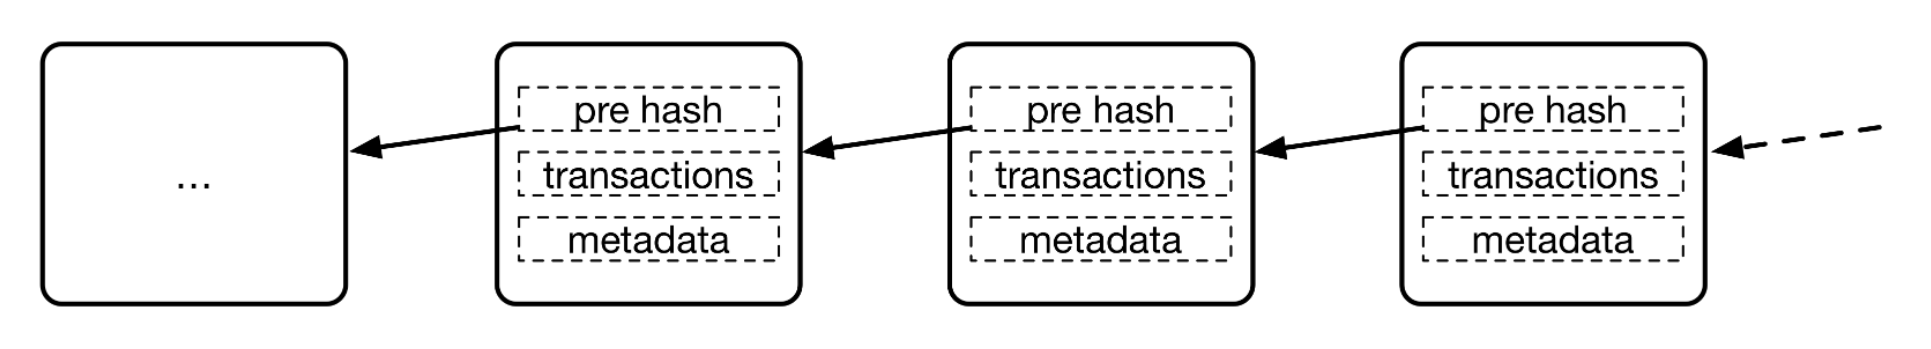 ...
pre hash
transactions
metadata
pre hash
transactions
metadata
pre hash
transactions
metadata